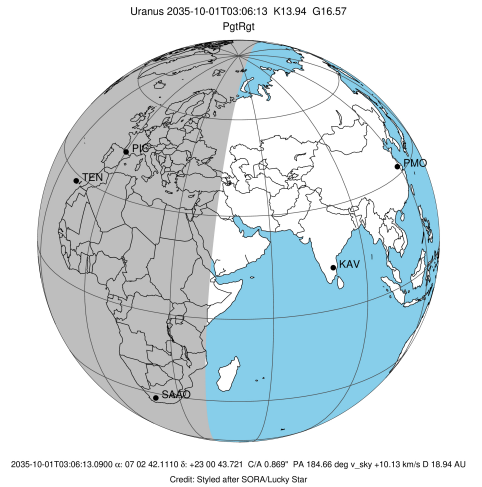 Uranus 2035-10-01T03:06:13 K13.94 G16.57
PgtRgt
PIC
TEN
PMO
KAV
SAAO
2035-10-01T03:06:13.0900 α: 07 02 42.1110 δ: +23 00 43.721 C/A 0.869" PA 184.66 deg v_sky +10.13 km/s D 18.94 AU
Credit: Styled after SORA/Lucky Star